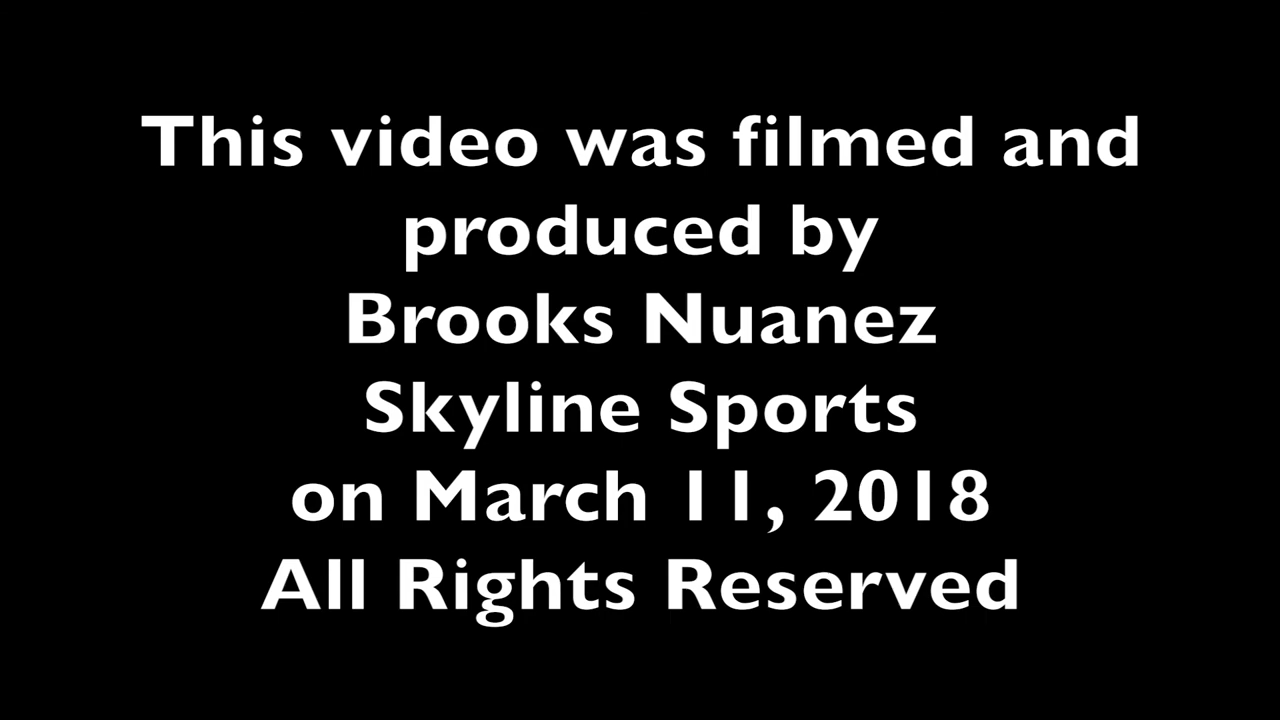 This video was filmed and
produced by
Brooks Nuanez
Skyline Sports
on March 11, 2018
All Rights Reserved